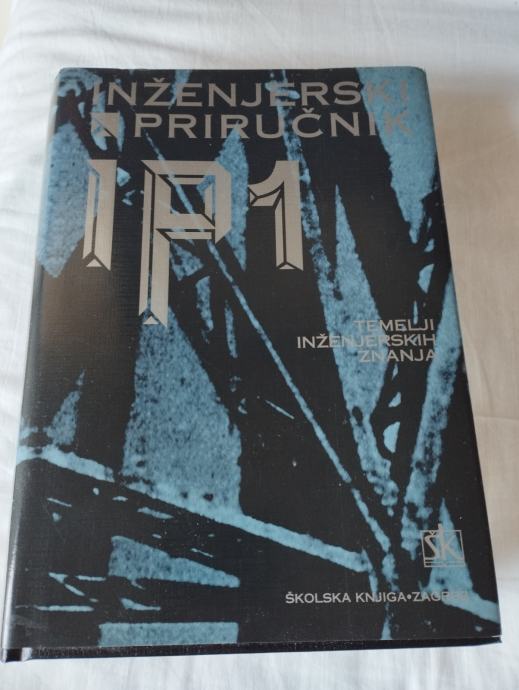 INŽENJERSKI
PRIRUČNIK
IP1
TEMELJI
INŽENJERSKIH
ZNANJA
ŠK
ŠKOLSKA KNJIGA•ZAGREB